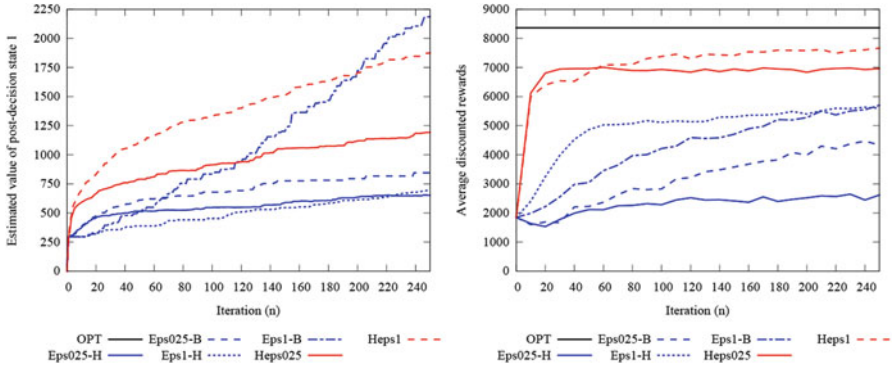 Estimated value of post-decision state 1
2250
2000
1750
1500
1250
1000
750
500
250
0
0 20 40 60 80 100 120 140 160 180 200 220 240
Iteration (n)
OPT Eps025-B Eps1-B Heps1
Eps025-H Eps1-H Heps025
Average discounted rewards
9000
8000
7000
6000
5000
4000
3000
2000
1000
0
0 20 40 60 80 100 120 140 160 180 200 220 240
Iteration (n)
OPT Eps025-B Eps1-B Heps1
Eps025-H Eps1-H Heps025